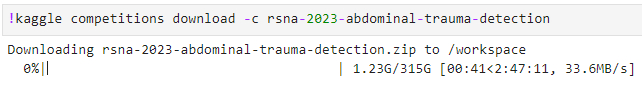 !kaggle competitions download -c rsna-2023-abdominal-trauma-detection
Downloading rsna-2023-abdominal-trauma-detection.zip to /workspace
0%|| | 1.23G/315G [00:41<2:47:11, 33.6MB/s]